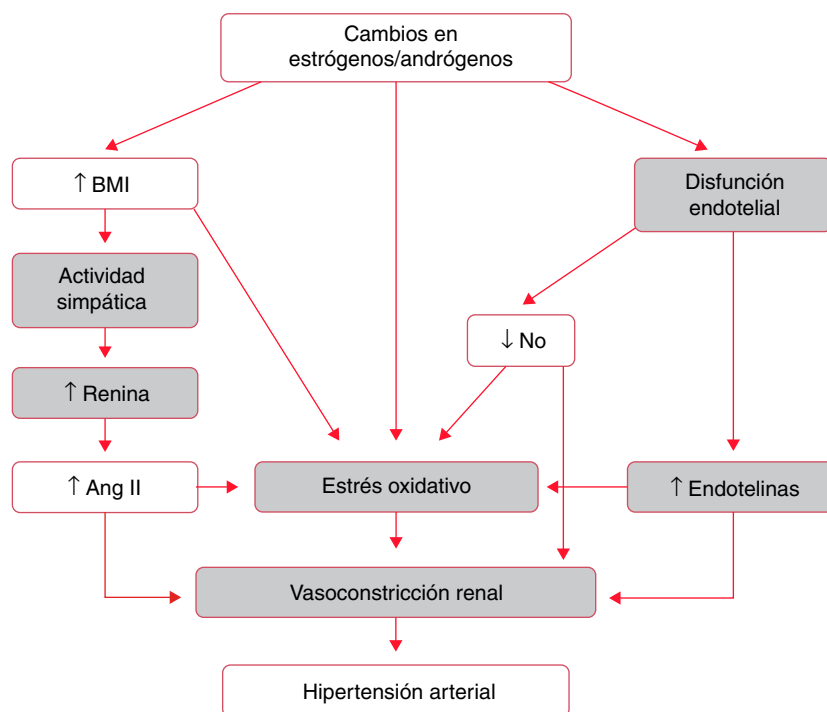 Cambios en
estrógenos/andrógenos
↑ BMI
Disfunción
endotelial
Actividad
simpática
↓ No
↑ Renina
↑ Ang II
Estrés oxidativo
↑ Endotelinas
Vasoconstricción renal
Hipertensión arterial